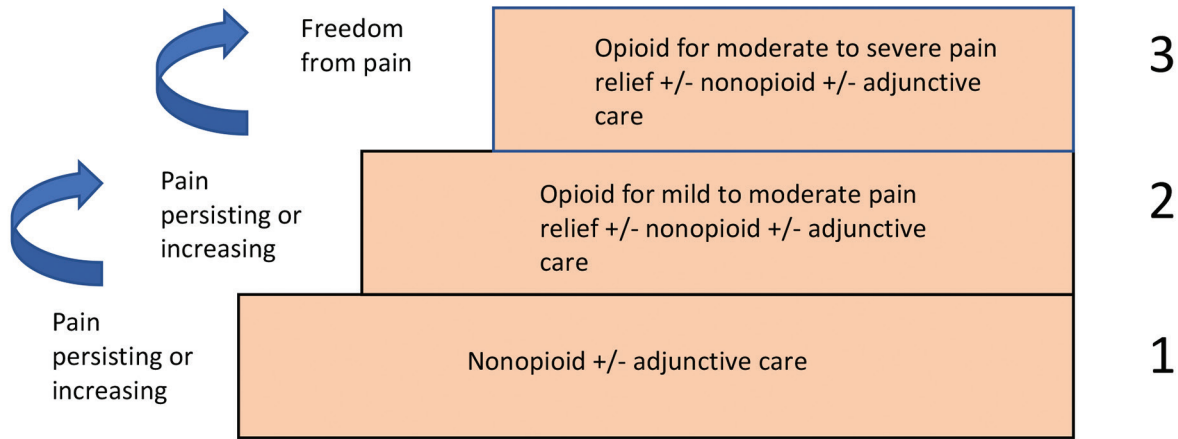 Freedom
from pain
Opioid for moderate to severe pain
relief +/- nonopioid +/- adjunctive
care
3
Pain
persisting or
increasing
Opioid for mild to moderate pain
relief +/- nonopioid +/- adjunctive
care
2
Pain
persisting or
increasing
Nonopioid +/- adjunctive care
1